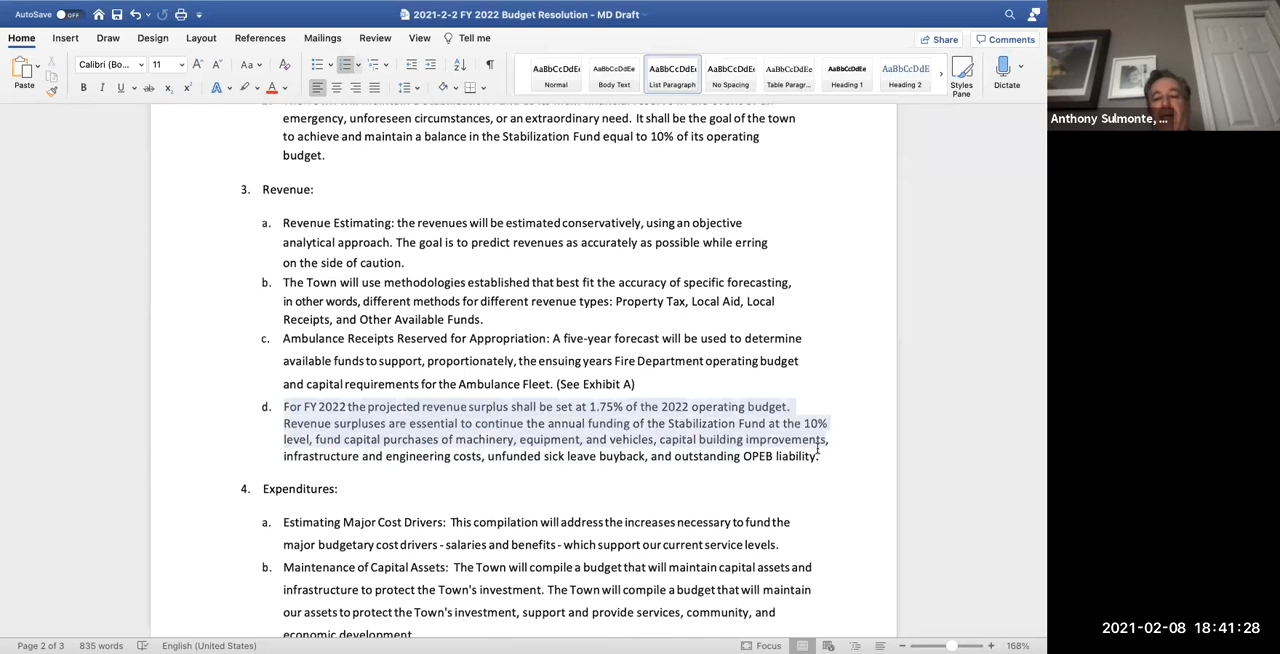 AutoSave OFF
2021-2-2 FY 2022 Budget Resolution - MD Draft
Home Insert Draw Design Layout References Mailings Review View Tell me
Share Comments
Paste
Calibri (Bo... 11
AaBbCcDdEe AaBbCcDdEe AaBbCcDdEe AaBbCcDdEe AaBbCcDdEe AaBbCcDdEe AaBbCcDdEe
Normal Body Text List Paragraph No Spacing Table Paragr... Heading 1 Heading 2
Styles Pane
Dictate
emergency, unforeseen circumstances, or an extraordinary need. It shall be the goal of the town
to achieve and maintain a balance in the Stabilization Fund equal to 10% of its operating
budget.
3. Revenue:
a. Revenue Estimating: the revenues will be estimated conservatively, using an objective
analytical approach. The goal is to predict revenues as accurately as possible while erring
on the side of caution.
b. The Town will use methodologies established that best fit the accuracy of specific forecasting,
in other words, different methods for different revenue types: Property Tax, Local Aid, Local
Receipts, and Other Available Funds.
c. Ambulance Receipts Reserved for Appropriation: A five-year forecast will be used to determine
available funds to support, proportionately, the ensuing years Fire Department operating budget
and capital requirements for the Ambulance Fleet. (See Exhibit A)
d. For FY 2022 the projected revenue surplus shall be set at 1.75% of the 2022 operating budget.
Revenue surpluses are essential to continue the annual funding of the Stabilization Fund at the 10%
level, fund capital purchases of machinery, equipment, and vehicles, capital building improvements,
infrastructure and engineering costs, unfunded sick leave buyback, and outstanding OPEB liability.
4. Expenditures:
a. Estimating Major Cost Drivers: This compilation will address the increases necessary to fund the
major budgetary cost drivers - salaries and benefits - which support our current service levels.
b. Maintenance of Capital Assets: The Town will compile a budget that will maintain capital assets and
infrastructure to protect the Town's investment. The Town will compile a budget that will maintain
our assets to protect the Town's investment, support and provide services, community, and
economic development.
Page 2 of 3 835 words English (United States) Focus 168%
Anthony Sulmonte, ...
2021-02-08 18:41:28